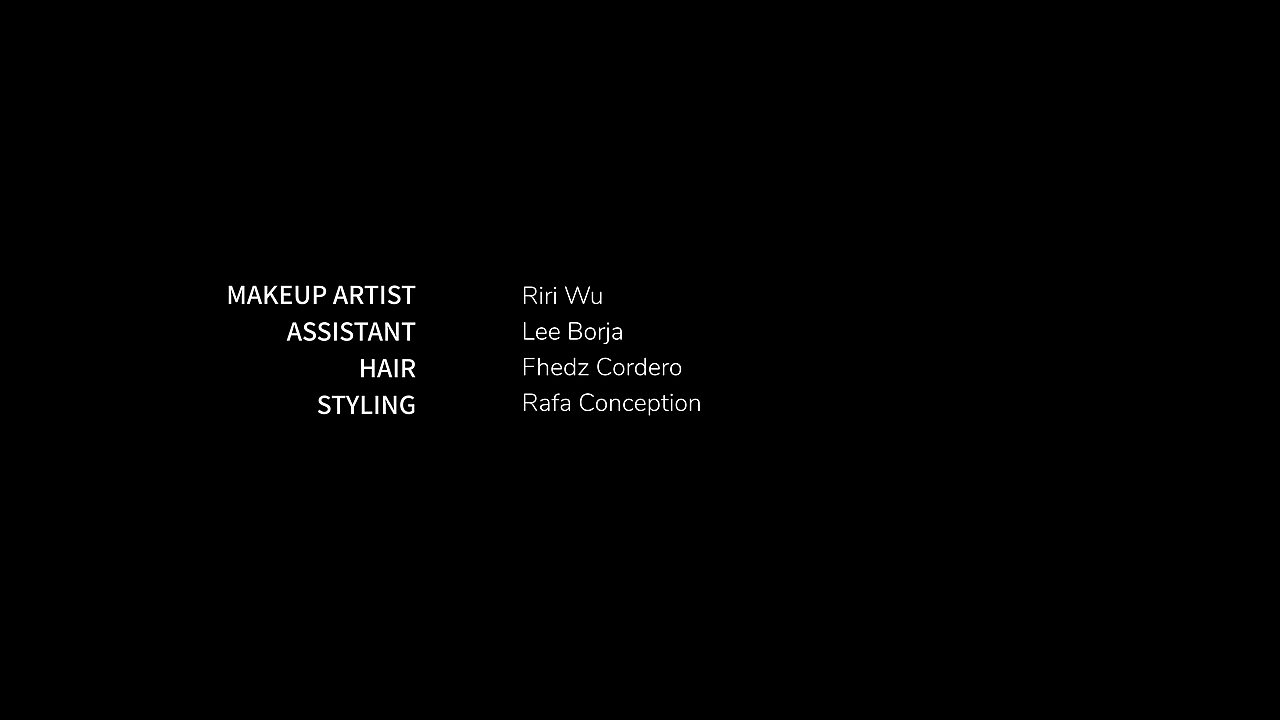 MAKEUP ARTIST Riri Wu
ASSISTANT Lee Borja
HAIR Fhedz Cordero
STYLING Rafa Conception